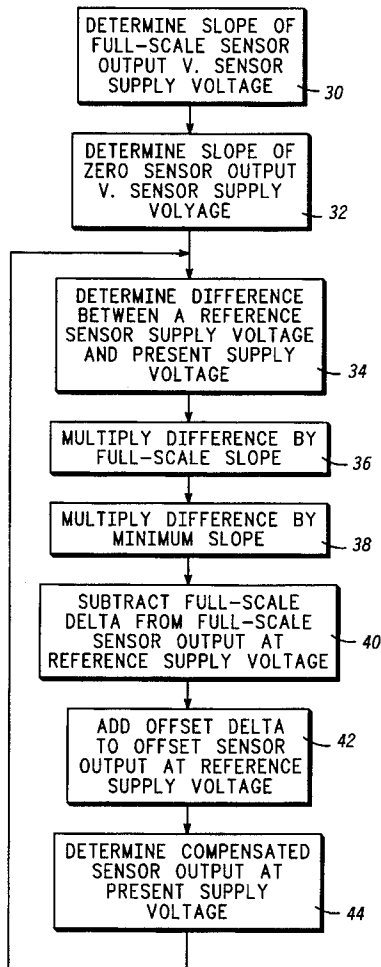 DETERMINE SLOPE OF
FULL-SCALE SENSOR
OUTPUT V. SENSOR
SUPPLY VOLTAGE
30
DETERMINE SLOPE OF
ZERO SENSOR OUTPUT
V. SENSOR SUPPLY
VOLYAGE
32
DETERMINE DIFFERENCE
BETWEEN A REFERENCE
SENSOR SUPPLY VOLTAGE
AND PRESENT SUPPLY
VOLTAGE
34
MULTIPLY DIFFERENCE BY
FULL-SCALE SLOPE
36
MULTIPLY DIFFERENCE BY
MINIMUM SLOPE
38
SUBTRACT FULL-SCALE
DELTA FROM FULL-SCALE
SENSOR OUTPUT AT
REFERENCE SUPPLY VOLTAGE
40
ADD OFFSET DELTA
TO OFFSET SENSOR
OUTPUT AT REFERENCE
SUPPLY VOLTAGE
42
DETERMINE COMPENSATED
SENSOR OUTPUT AT
PRESENT SUPPLY
VOLTAGE
44